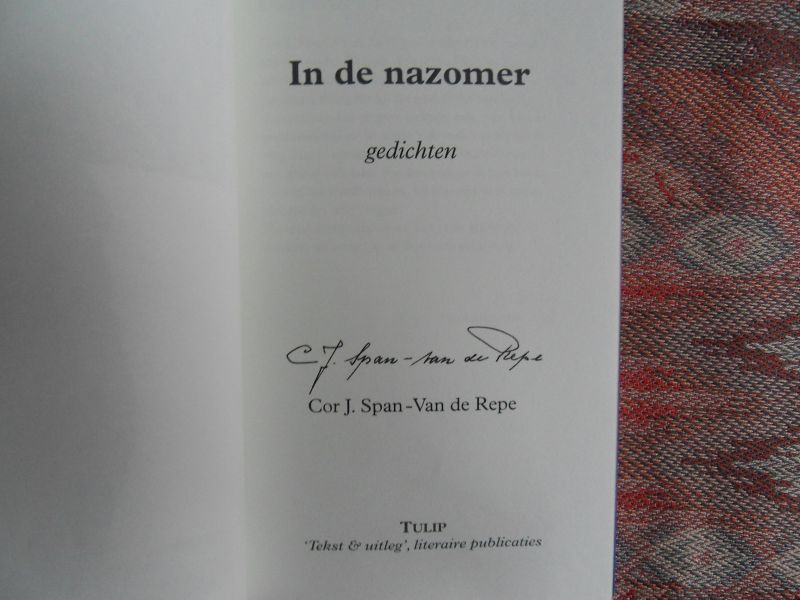 In de nazomer
gedichten
C J. Span-van de Repe
Cor J. Span-Van de Repe
TULIP
'Tekst & uitleg', literaire publicaties